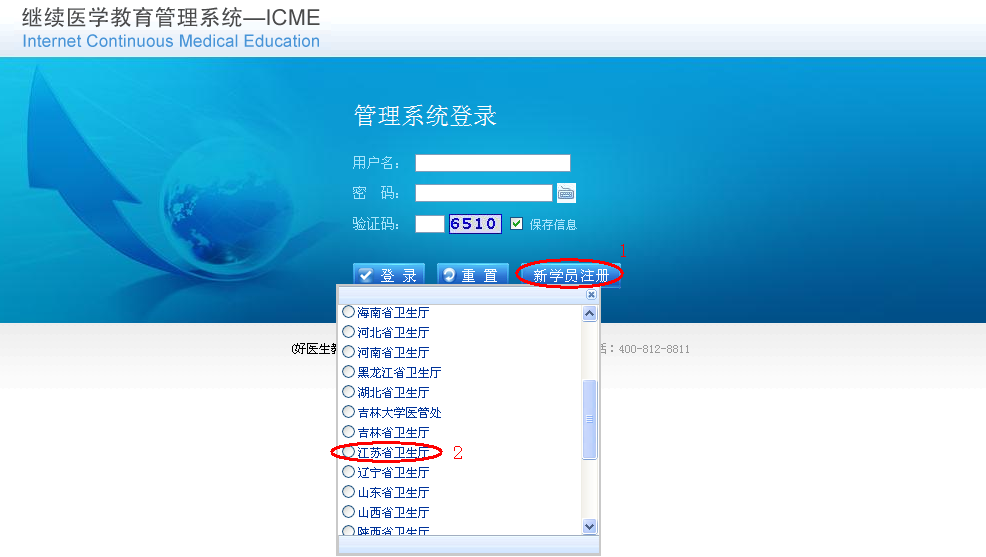 继续医学教育管理系统—ICME
Internet Continuous Medical Education
管理系统登录
用户名：
密 码：
验证码： 6510 保存信息
1
登 录 重 置 新学员注册
海南省卫生厅
(好医生教 话：400-812-8811
河北省卫生厅
河南省卫生厅
黑龙江省卫生厅
湖北省卫生厅
吉林大学医管处
吉林省卫生厅
江苏省卫生厅 2
辽宁省卫生厅
山东省卫生厅
山西省卫生厅
陕西省卫生厅